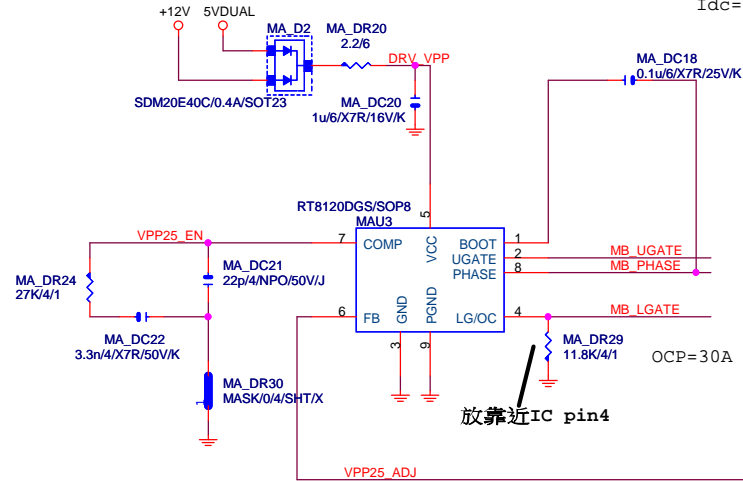 Idc=
+12V
5VDUAL
MA_D2
MA_DR20
2.2/6
DRV_VPP
MA_DC18
0.1u/6/X7R/25V/K
SDM20E40C/0.4A/SOT23
MA_DC20
1u/6/X7R/16V/K
RT8120DGS/SOP8
MAU3
5
VPP25_EN
7
COMP
VCC
BOOT
1
UGATE
2
MB_UGATE
PHASE
8
MB_PHASE
MA_DR24
27K/4/1
MA_DC21
22p/4/NPO/50V/J
MA_DC22
3.3n/4/X7R/50V/K
6
FB
GND
PGND
LG/OC
4
MB_LGATE
3
9
MA_DR29
11.8K/4/1
OCP=30A
MA_DR30
MASK/0/4/SHT/X
1
放靠近IC pin4
VPP25_ADJ